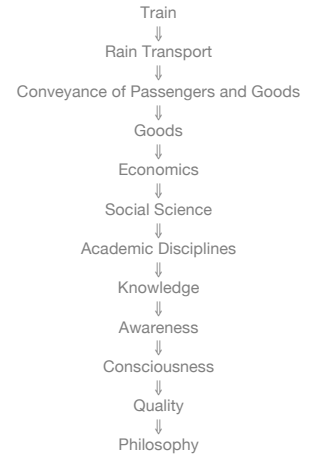 Train
⇓
Rain Transport
⇓
Conveyance of Passengers and Goods
⇓
Goods
⇓
Economics
⇓
Social Science
⇓
Academic Disciplines
⇓
Knowledge
⇓
Awareness
⇓
Consciousness
⇓
Quality
⇓
Philosophy